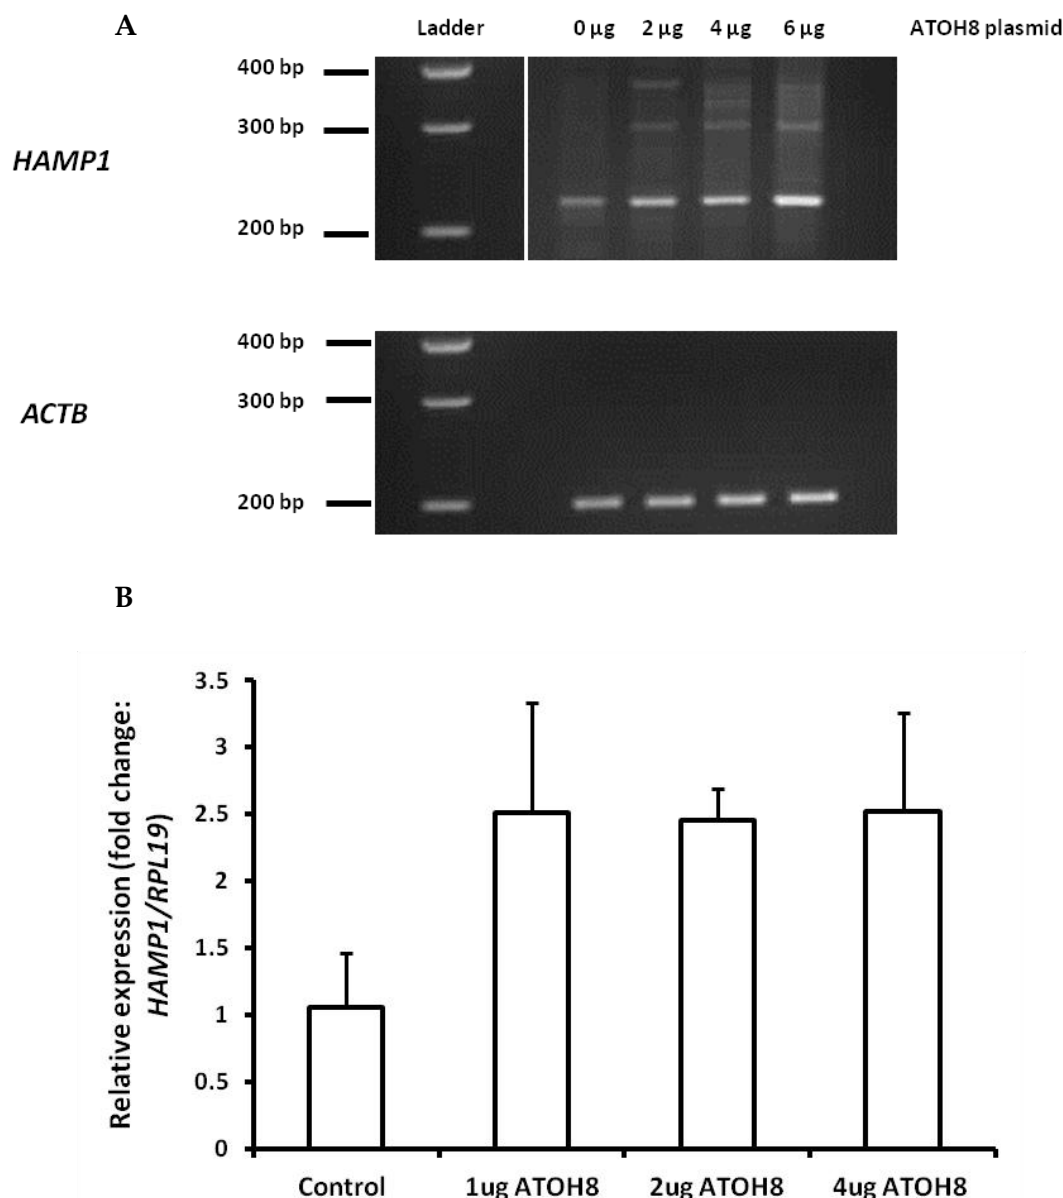 A
Ladder 0 µg 2 µg 4 µg 6 µg ATOH8 plasmid
400 bp
300 bp
HAMP1
200 bp
400 bp
300 bp
ACTB
200 bp
B
Relative expression (fold change:
HAMP1/RPL19)
3.5
3
2.5
2
1.5
1
0.5
0
Control 1ug ATOH8 2ug ATOH8 4ug ATOH8